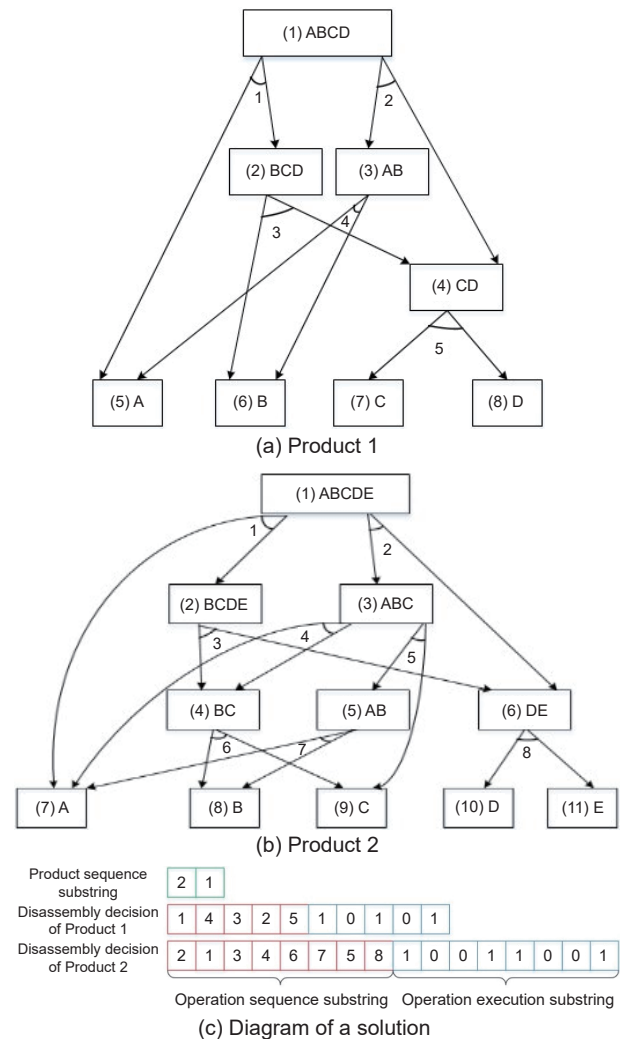 (1) ABCD
1
2
(2) BCD
(3) AB
3
4
(4) CD
5
(5) A
(6) B
(7) C
(8) D
(a) Product 1
(1) ABCDE
1
2
(2) BCDE
(3) ABC
3
4
5
(4) BC
(5) AB
(6) DE
6
7
8
(7) A
(8) B
(9) C
(10) D
(11) E
(b) Product 2
Product sequence
substring
2 1
Disassembly decision
of Product 1
1 4 3 2 5 1 0 1 0 1
Disassembly decision
of Product 2
2 1 3 4 6 7 5 8 1 0 0 1 1 0 0 1
Operation sequence substring
Operation execution substring
(c) Diagram of a solution